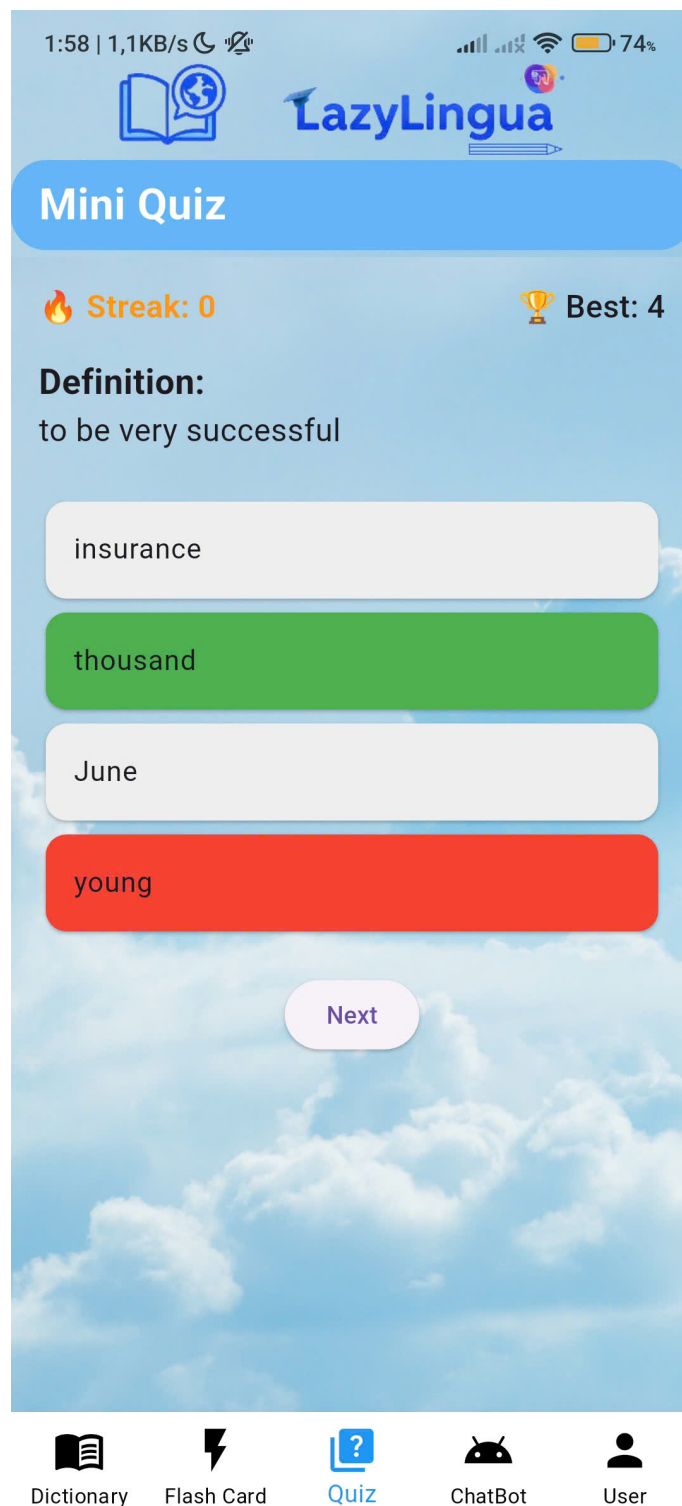 1:58 | 1,1KB/s 74%
LazyLingua
Mini Quiz
🔥 Streak: 0 🏆 Best: 4
Definition:
to be very successful
insurance
thousand
June
young
Next
Dictionary Flash Card Quiz ChatBot User